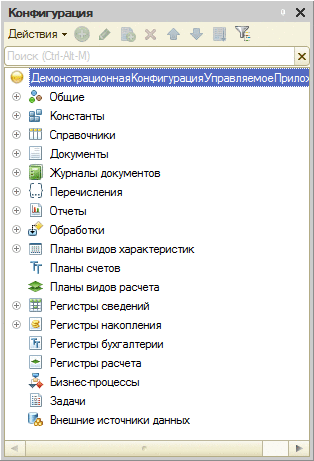 Конфигурация
Действия
Поиск (Ctrl-Alt-M)
ДемонстрационнаяКонфигурацияУправляемоеПрилож
Общие
Константы
Справочники
Документы
Журналы документов
Перечисления
Отчеты
Обработки
Планы видов характеристик
Планы счетов
Планы видов расчета
Регистры сведений
Регистры накопления
Регистры бухгалтерии
Регистры расчета
Бизнес-процессы
Задачи
Внешние источники данных